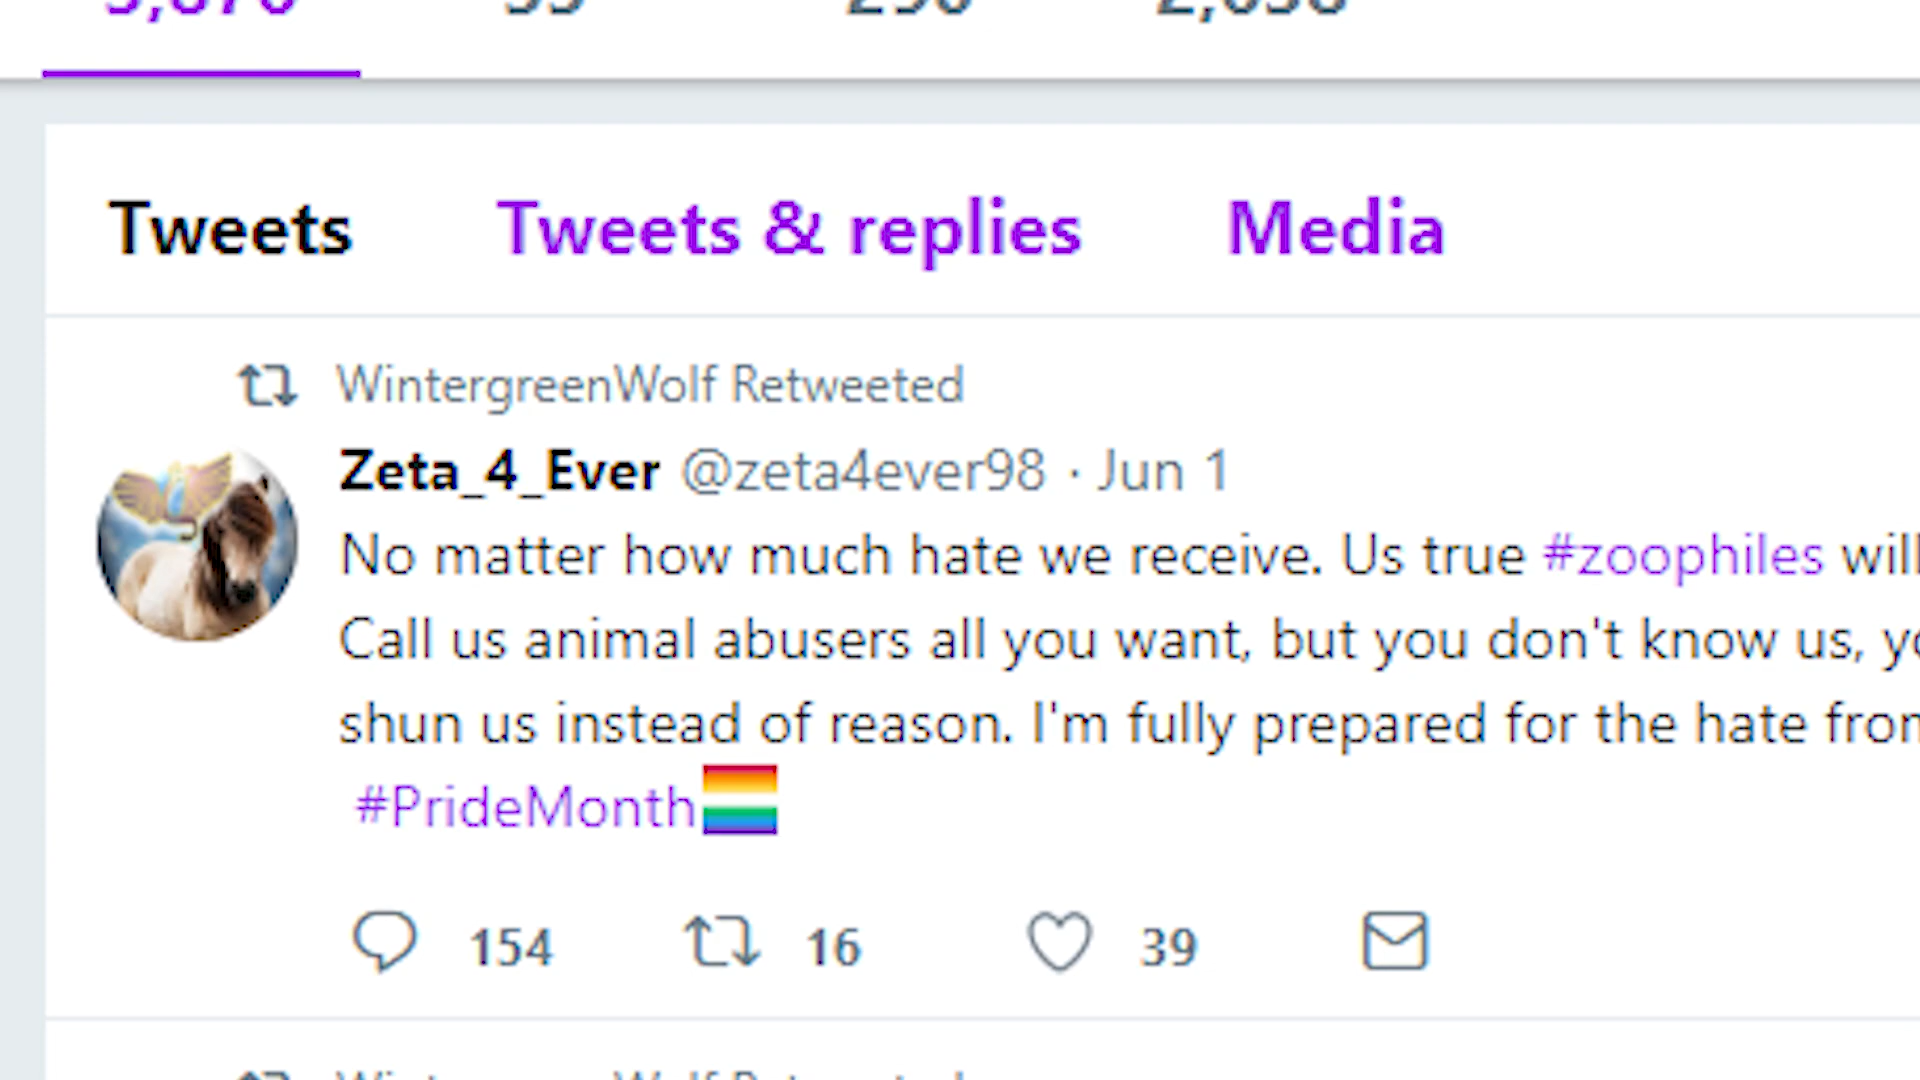 Tweets Tweets & replies Media
WintergreenWolf Retweeted
Zeta_4_Ever @zeta4ever98 · Jun 1
No matter how much hate we receive. Us true #zoophiles will
Call us animal abusers all you want, but you don't know us,
shun us instead of reason. I'm fully prepared for the hate
#PrideMonth
154 16 39